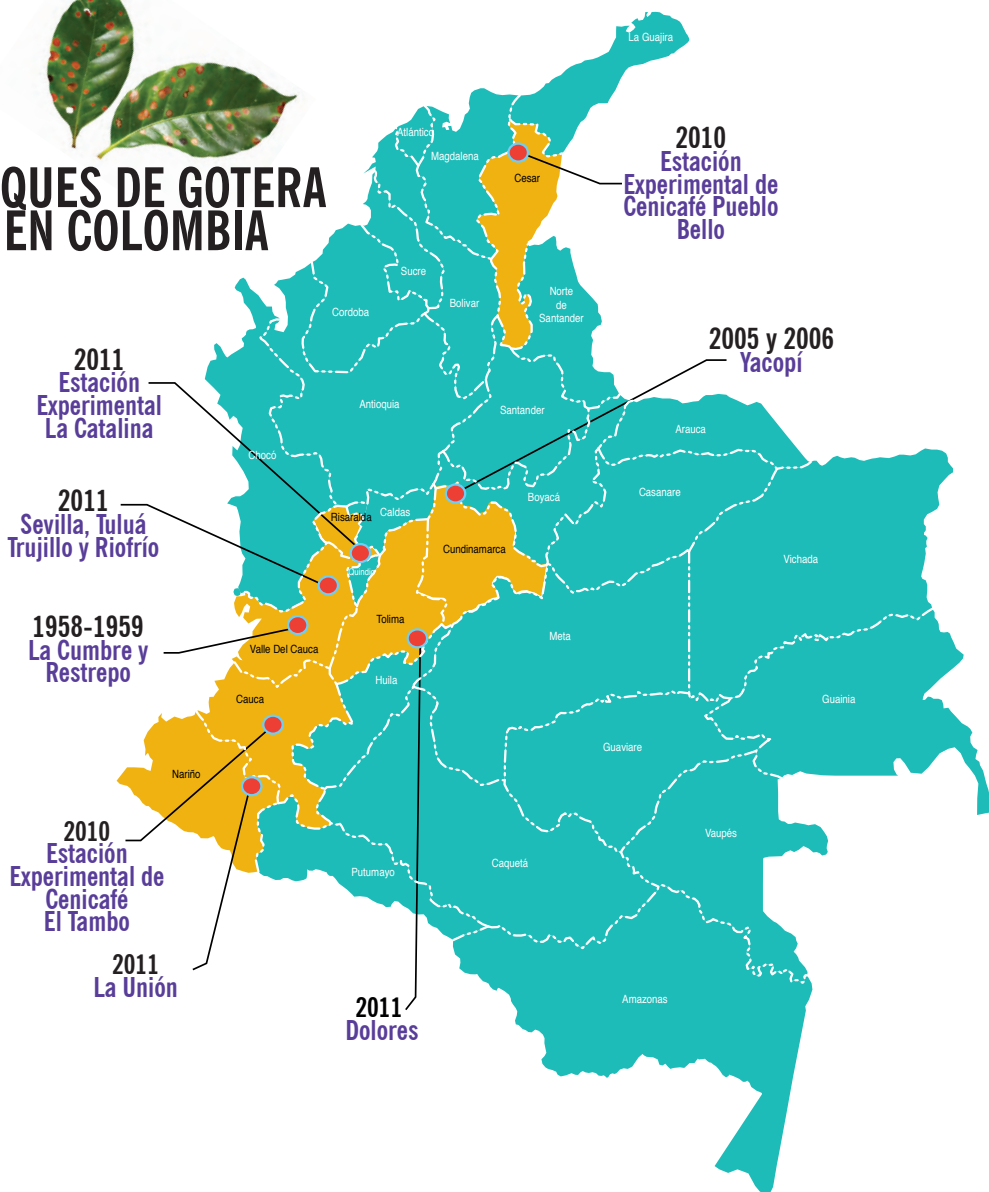 QUES DE GOTERA
EN COLOMBIA
La Guajira
Atlántico
Magdalena
Cesar
2010
Estación
Experimental de
Cenicafé Pueblo
Bello
Sucre
Cordoba
Bolivar
Norte
de
Santander
2005 y 2006
Yacopí
2011
Estación
Experimental
La Catalina
Antioquia
Santander
Arauca
Chocó
Boyacá
Casanare
2011
Sevilla, Tuluá
Trujillo y Riofrío
Risaralda
Caldas
Cundinamarca
Vichada
Quindio
1958-1959
La Cumbre y
Restrepo
Tolima
Valle Del Cauca
Meta
Huila
Cauca
Guainia
Guaviare
Nariño
Vaupés
2010
Estación
Experimental de
Cenicafé
El Tambo
Putumayo
Caquetá
2011
La Unión
2011
Dolores
Amazonas